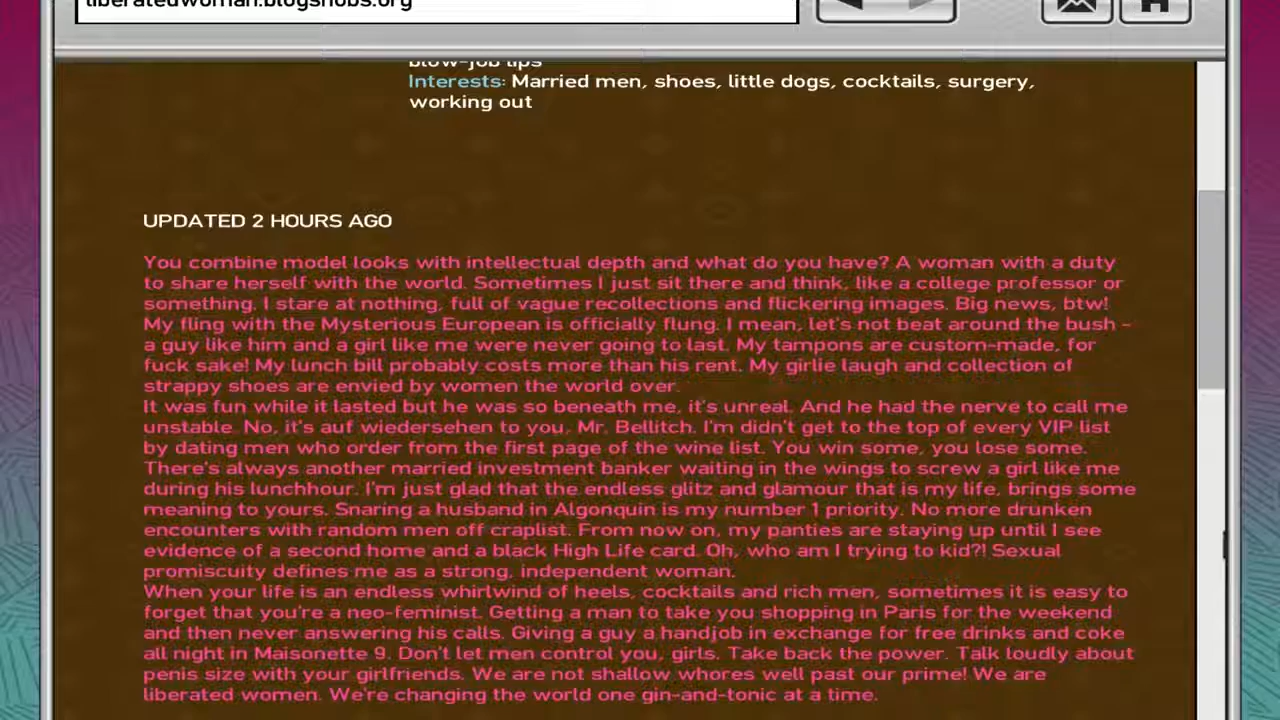 liberatedwoman.blogsnobs.org
blow-job lips
Interests: Married men, shoes, little dogs, cocktails, surgery,
working out
UPDATED 2 HOURS AGO
You combine model looks with intellectual depth and what do you have? A woman with a duty
to share herself with the world. Sometimes I just sit there and think, like a college professor or
something. I stare at nothing, full of vague recollections and flickering images. Big news, btw!
My fling with the Mysterious European is officially flung. I mean, let's not beat around the bush -
a guy like him and a girl like me were never going to last. My tampons are custom-made, for
fuck sake! My lunch bill probably costs more than his rent. My girlie laugh and collection of
strappy shoes are envied by women the world over.
It was fun while it lasted but he was so beneath me, it's unreal. And he had the nerve to call me
unstable. No, it's auf wiedersehen to you, Mr. Bellitch. I'm didn't get to the top of every VIP list
by dating men who order from the first page of the wine list. You win some, you lose some.
There's always another married investment banker waiting in the wings to screw a girl like me
during his lunchhour. I'm just glad that the endless glitz and glamour that is my life, brings some
meaning to yours. Snaring a husband in Algonquin is my number 1 priority. No more drunken
encounters with random men off craplist. From now on, my panties are staying up until I see
evidence of a second home and a black High Life card. Oh, who am I trying to kid?! Sexual
promiscuity defines me as a strong, independent woman.
When your life is an endless whirlwind of heels, cocktails and rich men, sometimes it is easy to
forget that you're a neo-feminist. Getting a man to take you shopping in Paris for the weekend
and then never answering his calls. Giving a guy a handjob in exchange for free drinks and coke
all night in Maisonette 9. Don't let men control you, girls. Take back the power. Talk loudly about
penis size with your girlfriends. We are not shallow whores well past our prime! We are
liberated women. We're changing the world one gin-and-tonic at a time.